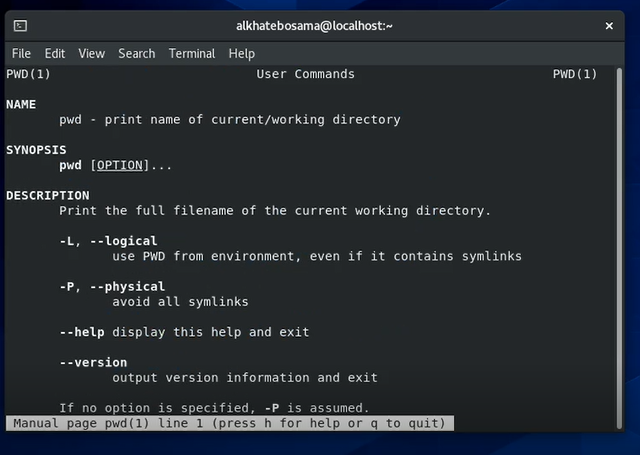 alkhatebosama@localhost:~
File Edit View Search Terminal Help
PWD(1) User Commands PWD(1)
NAME
pwd - print name of current/working directory
SYNOPSIS
pwd [OPTION]...
DESCRIPTION
Print the full filename of the current working directory.
-L, --logical
use PWD from environment, even if it contains symlinks
-P, --physical
avoid all symlinks
--help display this help and exit
--version
output version information and exit
If no option is specified, -P is assumed.
Manual page pwd(1) line 1 (press h for help or q to quit)